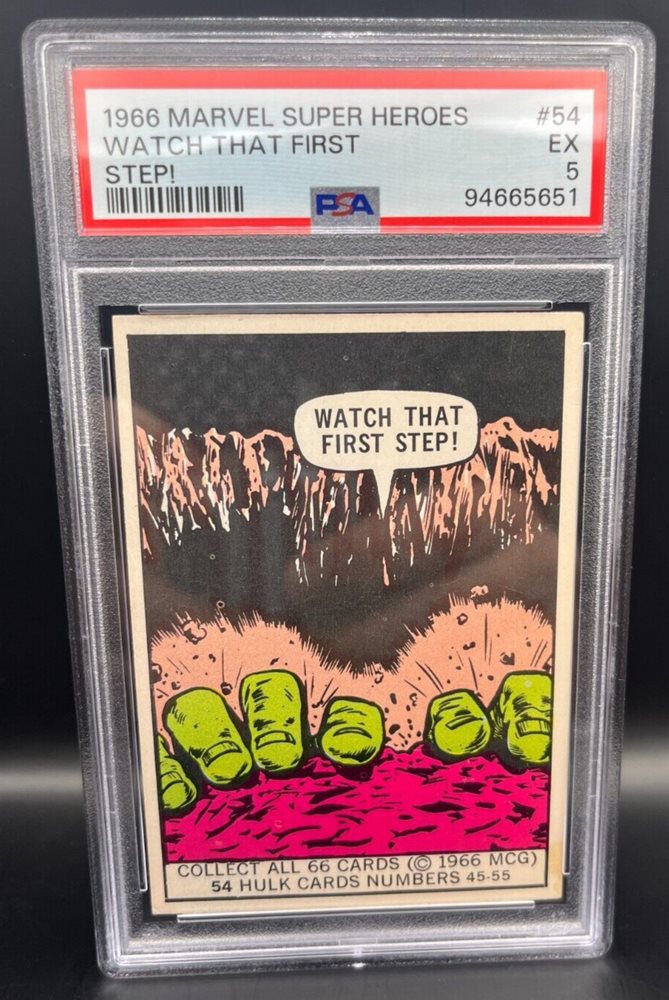 1966 MARVEL SUPER HEROES #54
WATCH THAT FIRST EX
STEP! 5
PSA 94665651
WATCH THAT
FIRST STEP!
COLLECT ALL 66 CARDS (© 1966 MCG)
54 HULK CARDS NUMBERS 45-55